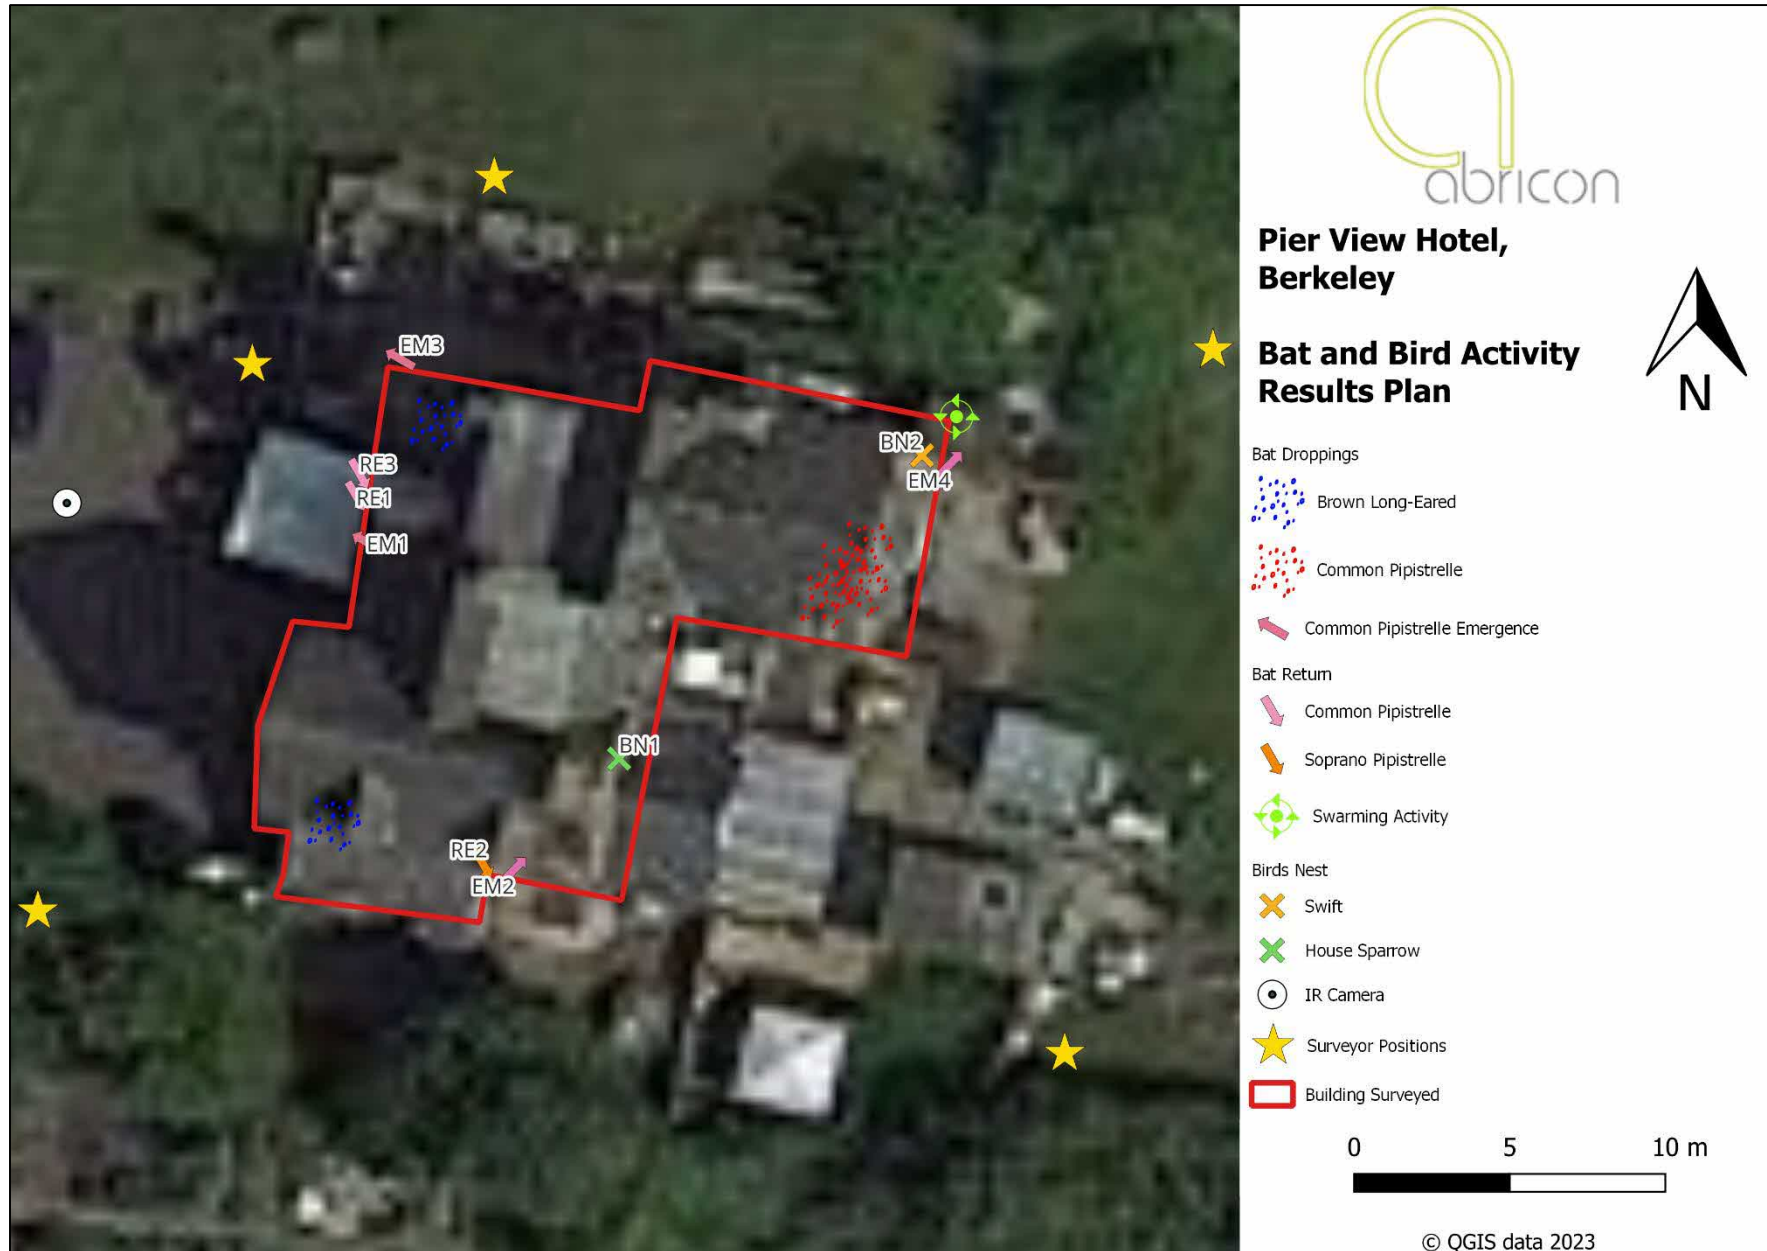 abricon
Pier View Hotel,
Berkeley
Bat and Bird Activity
Results Plan
N
Bat Droppings
Brown Long-Eared
Common Pipistrelle
Common Pipistrelle Emergence
Bat Return
Common Pipistrelle
Soprano Pipistrelle
Swarming Activity
Birds Nest
Swift
House Sparrow
IR Camera
Surveyor Positions
Building Surveyed
0 5 10 m
© QGIS data 2023
EM3
RE3
RE1
EM1
BN2
EM4
BN1
RE2
EM2